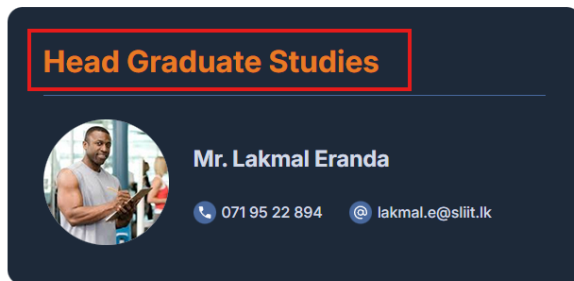 Head Graduate Studies
Mr. Lakmal Eranda
071 95 22 894
lakmal.e@sliit.lk